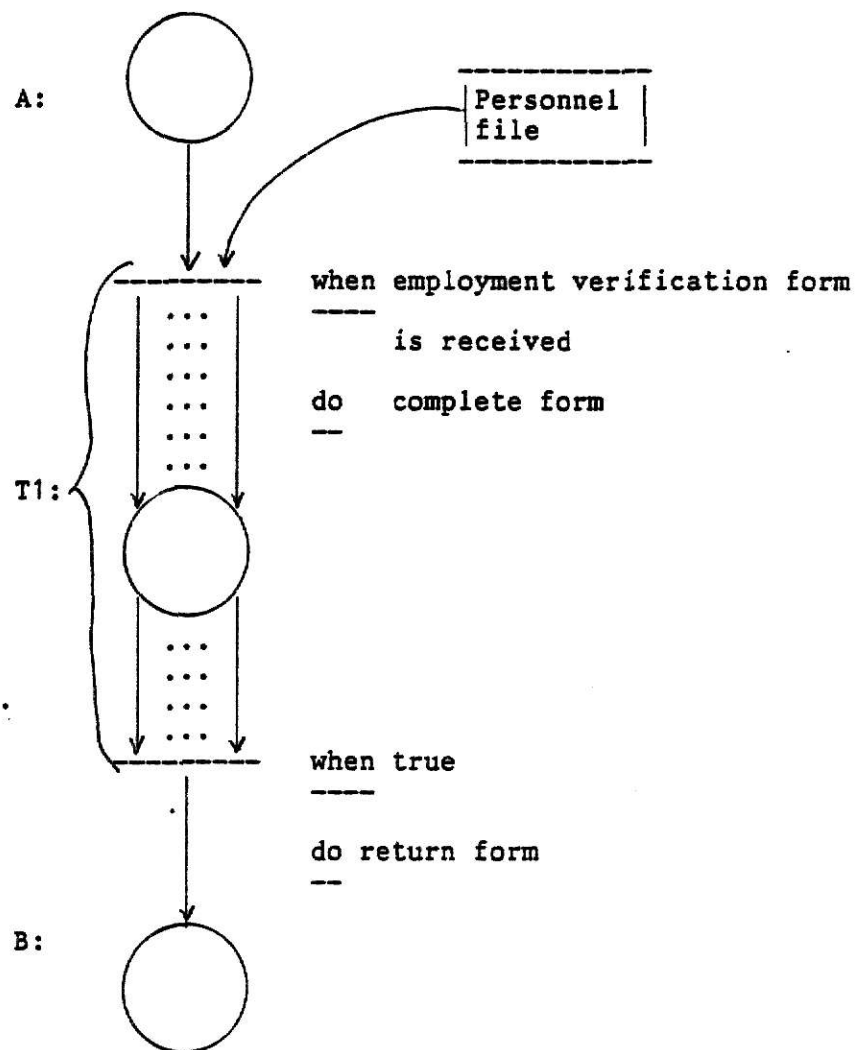 A:
Personnel
file
when employment verification form
is received
do complete form
T1:
when true
do return form
B: